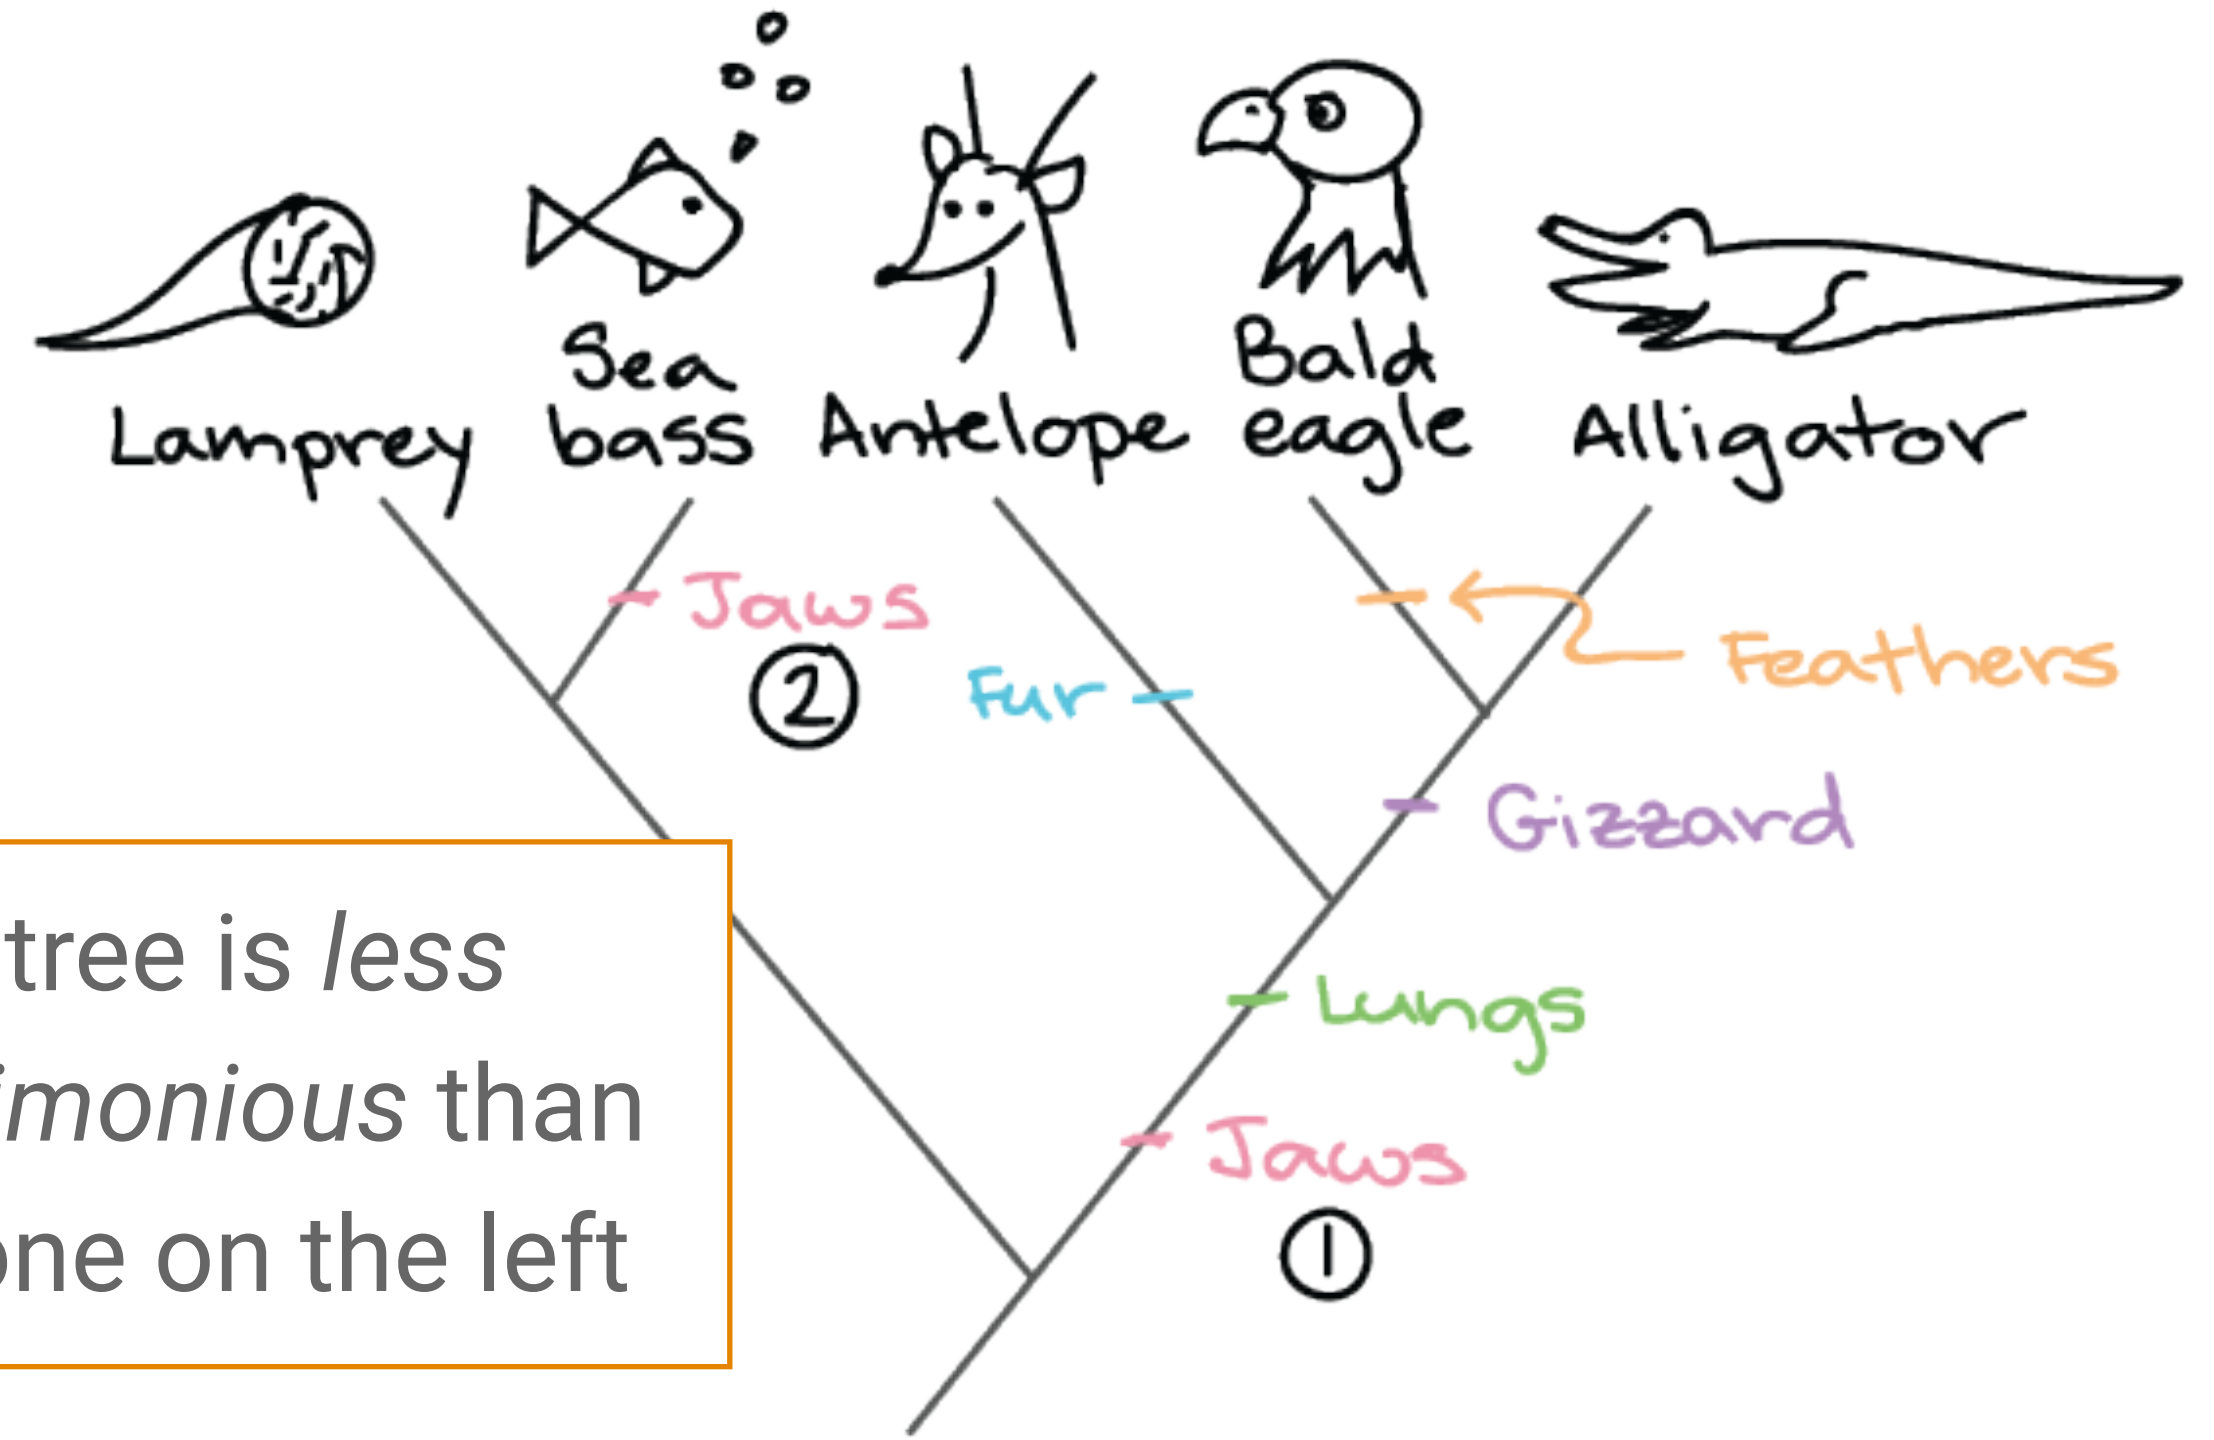 Lamprey
Sea bass
Antelope
Bald eagle
Alligator
Jaws
2
Fur
Feathers
Gizzard
Lungs
Jaws
1
tree is less
imonious than
one on the left